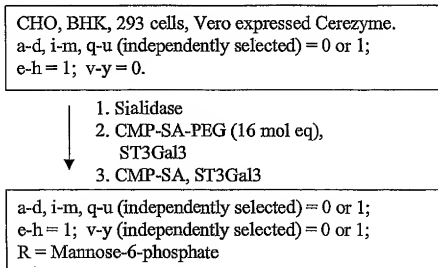 CHO, BHK, 293 cells, Vero expressed Cerezyme.
a-d, i-m, q-u (independently selected) = 0 or 1;
e-h = 1; v-y = 0.
1. Sialidase
2. CMP-SA-PEG (16 mol eq),
ST3Gal3
3. CMP-SA, ST3Gal3
a-d, i-m, q-u (independently selected) = 0 or 1;
e-h = 1; v-y (independently selected) = 0 or 1;
R = Mannose-6-phosphate